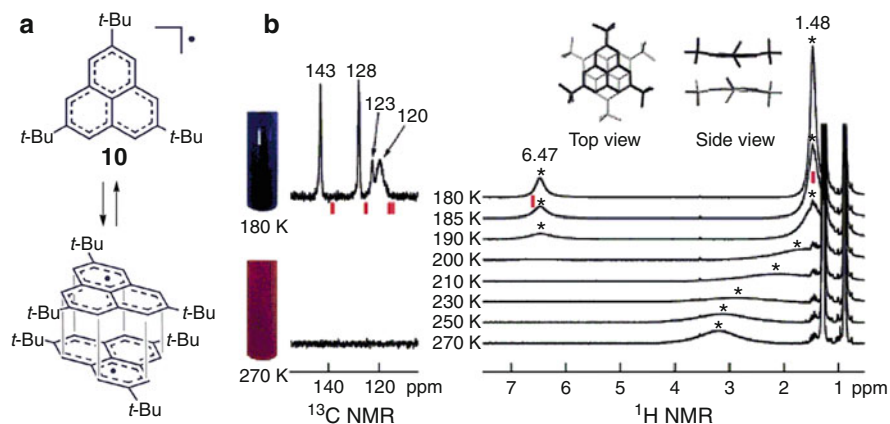 a
t-Bu
•
t-Bu
t-Bu
10
t-Bu
t-Bu
t-Bu
t-Bu
t-Bu
t-Bu
b
143
128
123
120
180 K
270 K
140
120
ppm
13C NMR
Top view
Side view
1.48
*
6.47
*
*
180 K
*
*
185 K
*
*
190 K
*
200 K
*
210 K
*
230 K
*
250 K
*
270 K
7
6
5
4
3
2
1
ppm
1H NMR